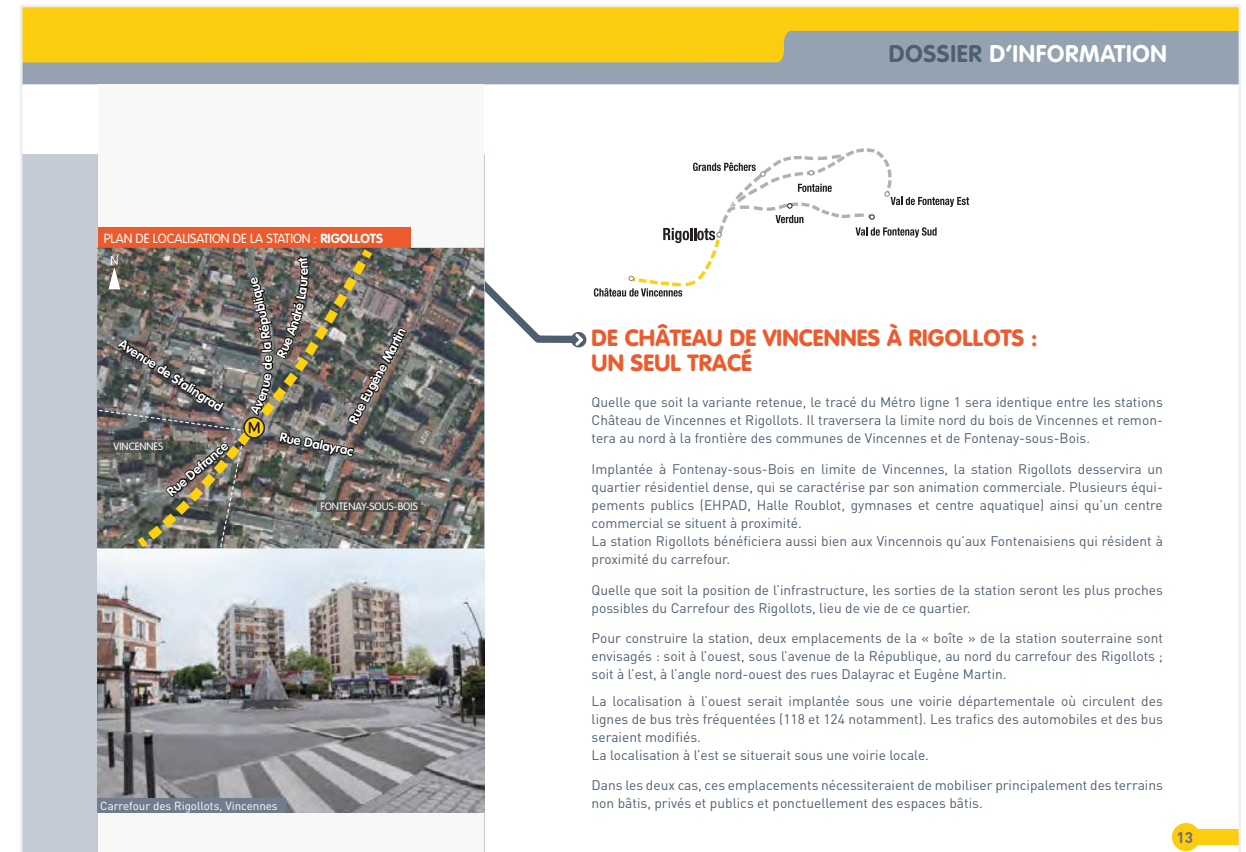 DOSSIER D'INFORMATION
PLAN DE LOCALISATION DE LA STATION : RIGOLLOTS
N
Avenue de la République
Rue André Laurent
Avenue de Stalingrad
Rue Eugène Martin
M
VINCENNES
Rue Defrance
Rue Dalayrac
FONTENAY-SOUS-BOIS
Carrefour des Rigollots, Vincennes
Grands Pêchers
Fontaine
Val de Fontenay Est
Verdun
Val de Fontenay Sud
Rigollots
Château de Vincennes
DE CHÂTEAU DE VINCENNES À RIGOLLOTS :
UN SEUL TRACÉ
Quelle que soit la variante retenue, le tracé du Métro ligne 1 sera identique entre les stations
Château de Vincennes et Rigollots. Il traversera la limite nord du bois de Vincennes et remon-
tera au nord à la frontière des communes de Vincennes et de Fontenay-sous-Bois.
Implantée à Fontenay-sous-Bois en limite de Vincennes, la station Rigollots desservira un
quartier résidentiel dense, qui se caractérise par son animation commerciale. Plusieurs équi-
pements publics (EHPAD, Halle Roublot, gymnases et centre aquatique) ainsi qu'un centre
commercial se situent à proximité.
La station Rigollots bénéficiera aussi bien aux Vincennois qu'aux Fontenaisiens qui résident à
proximité du carrefour.
Quelle que soit la position de l'infrastructure, les sorties de la station seront les plus proches
possibles du Carrefour des Rigollots, lieu de vie de ce quartier.
Pour construire la station, deux emplacements de la « boîte » de la station souterraine sont
envisagés : soit à l'ouest, sous l'avenue de la République, au nord du carrefour des Rigollots ;
soit à l'est, à l'angle nord-ouest des rues Dalayrac et Eugène Martin.
La localisation à l'ouest serait implantée sous une voirie départementale où circulent des
lignes de bus très fréquentées (118 et 124 notamment). Les trafics des automobiles et des bus
seraient modifiés.
La localisation à l'est se situerait sous une voirie locale.
Dans les deux cas, ces emplacements nécessiteraient de mobiliser principalement des terrains
non bâtis, privés et publics et ponctuellement des espaces bâtis.
13